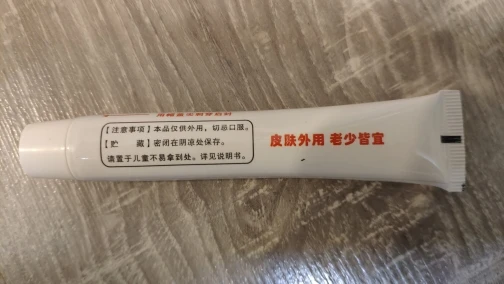 【注意事项】本品仅供外用，切忌口服。
【贮　　藏】密闭在阴凉处保存。
请置于儿童不易拿到处。详见说明书。
皮肤外用 老少皆宜